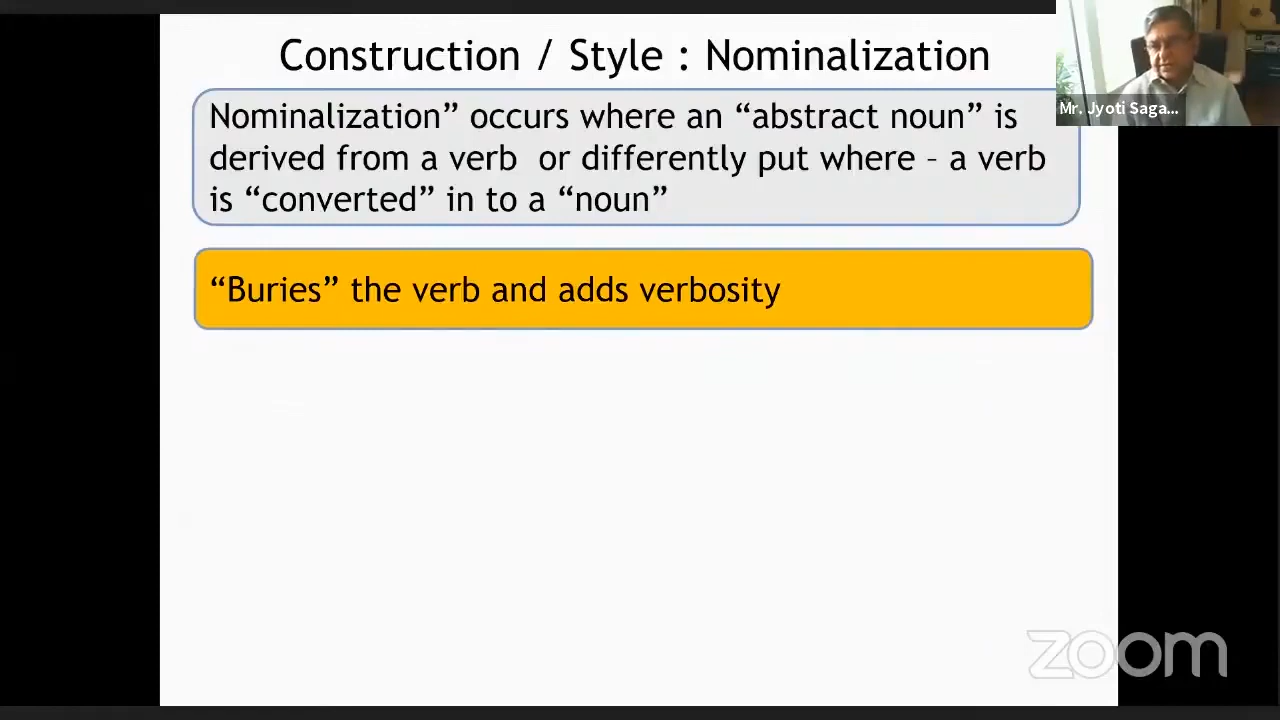 Construction / Style : Nominalization
Nominalization” occurs where an “abstract noun” is
derived from a verb or differently put where – a verb
is “converted” in to a “noun”
“Buries” the verb and adds verbosity
Mr. Jyoti Saga...
zoom